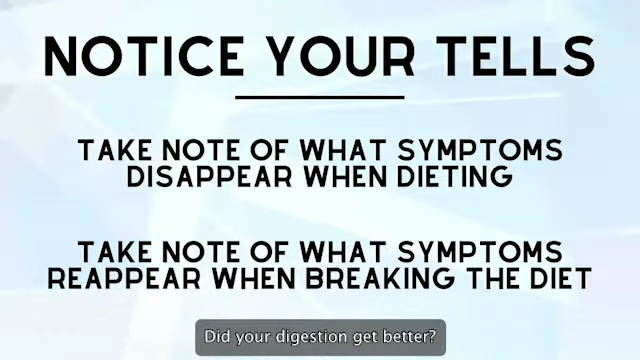 NOTICE YOUR TELLS
TAKE NOTE OF WHAT SYMPTOMS
DISAPPEAR WHEN DIETING
TAKE NOTE OF WHAT SYMPTOMS
REAPPEAR WHEN BREAKING THE DIET
Did your digestion get better?